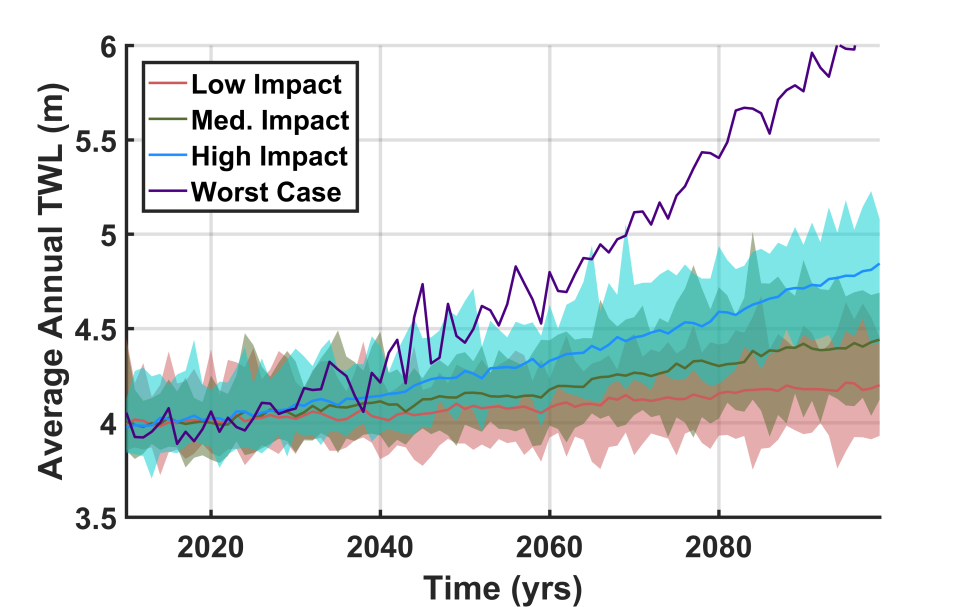 Average Annual TWL (m)
6
5.5
5
4.5
4
3.5
Low Impact
Med. Impact
High Impact
Worst Case
2020 2040 2060 2080
Time (yrs)